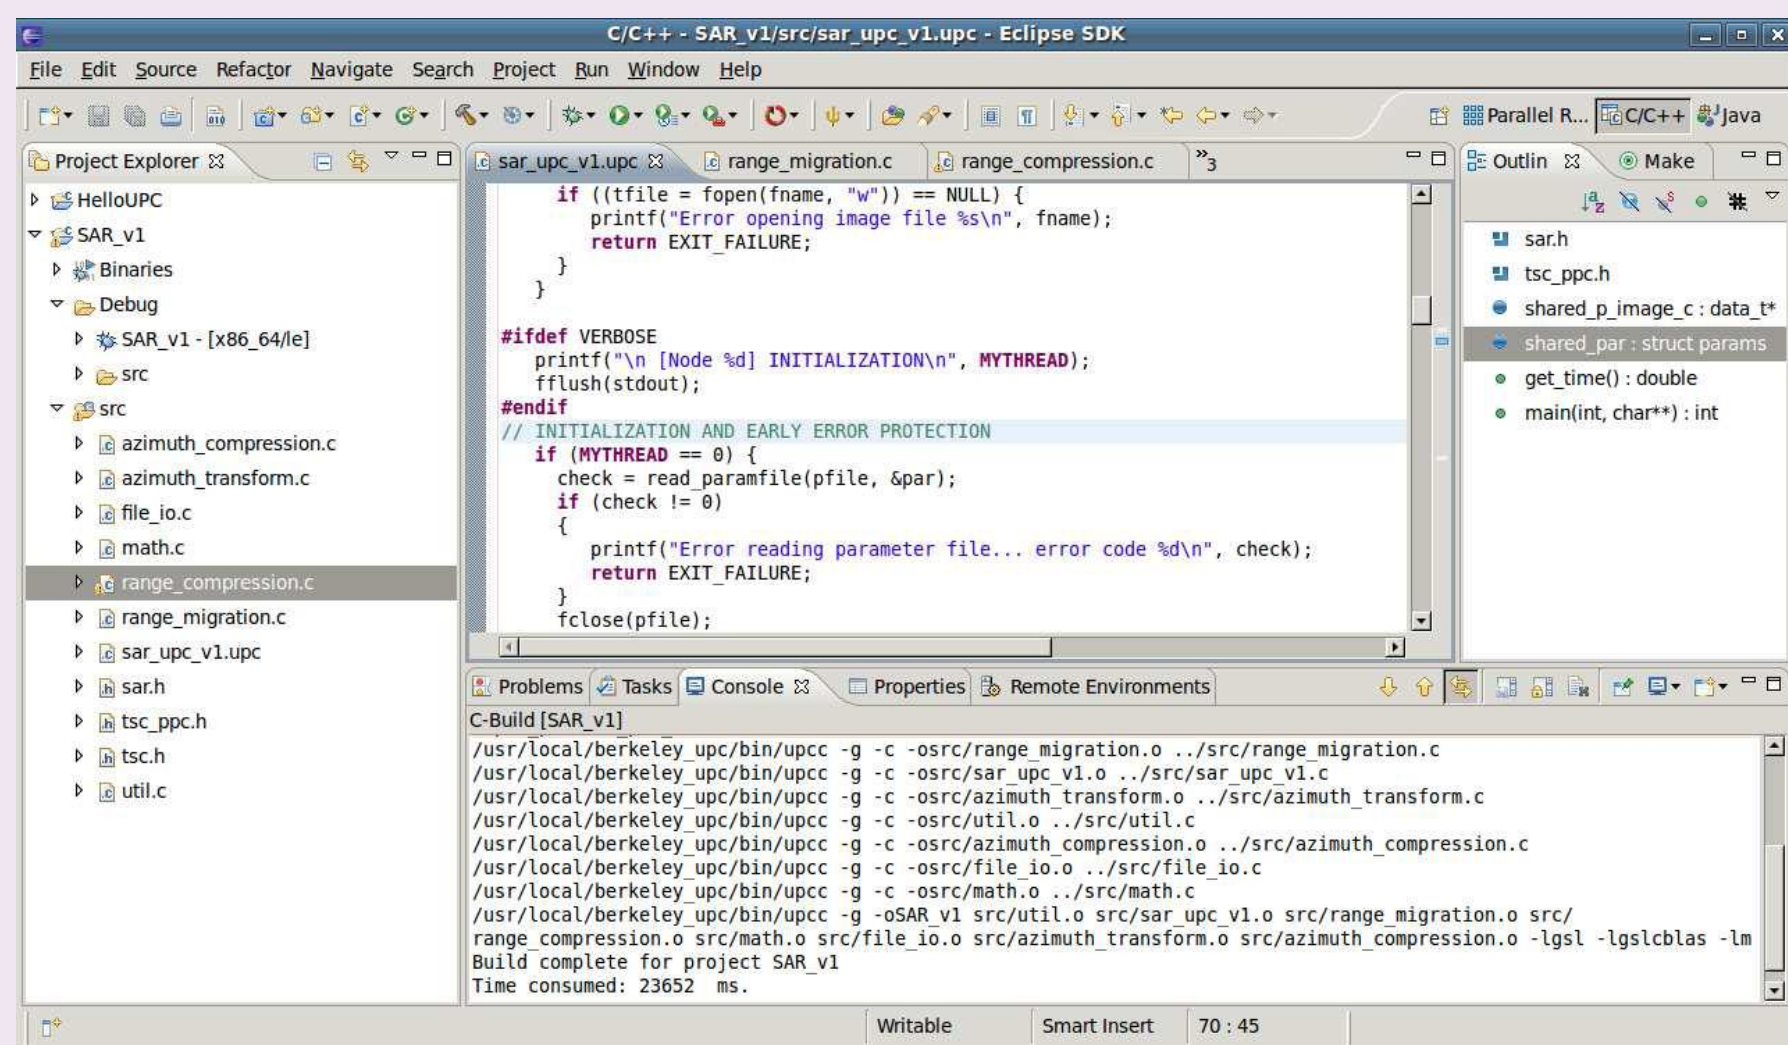 C/C++ - SAR_v1/src/sar_upc_v1.upc - Eclipse SDK
File Edit Source Refactor Navigate Search Project Run Window Help
Parallel R... C/C++ Java
Project Explorer
HelloUPC
SAR_v1
Binaries
Debug
SAR_v1 - [x86_64/le]
src
src
azimuth_compression.c
azimuth_transform.c
file_io.c
math.c
range_compression.c
range_migration.c
sar_upc_v1.upc
sar.h
tsc_ppc.h
tsc.h
util.c
sar_upc_v1.upc range_migration.c range_compression.c »3
if ((tfile = fopen(fname, "w")) == NULL) {
printf("Error opening image file %s\n", fname);
return EXIT_FAILURE;
}
}
#ifdef VERBOSE
printf("\n [Node %d] INITIALIZATION\n", MYTHREAD);
fflush(stdout);
#endif
// INITIALIZATION AND EARLY ERROR PROTECTION
if (MYTHREAD == 0) {
check = read_paramfile(pfile, &par);
if (check != 0)
{
printf("Error reading parameter file... error code %d\n", check);
return EXIT_FAILURE;
}
fclose(pfile);
Outlin Make
sar.h
tsc_ppc.h
shared_p_image_c : data_t*
shared_par : struct params
get_time() : double
main(int, char**) : int
Problems Tasks Console Properties Remote Environments
C-Build [SAR_v1]
/usr/local/berkeley_upc/bin/upcc -g -c -osrc/range_migration.o ../src/range_migration.c
/usr/local/berkeley_upc/bin/upcc -g -c -osrc/sar_upc_v1.o ../src/sar_upc_v1.c
/usr/local/berkeley_upc/bin/upcc -g -c -osrc/azimuth_transform.o ../src/azimuth_transform.c
/usr/local/berkeley_upc/bin/upcc -g -c -osrc/util.o ../src/util.c
/usr/local/berkeley_upc/bin/upcc -g -c -osrc/azimuth_compression.o ../src/azimuth_compression.c
/usr/local/berkeley_upc/bin/upcc -g -c -osrc/file_io.o ../src/file_io.c
/usr/local/berkeley_upc/bin/upcc -g -c -osrc/math.o ../src/math.c
/usr/local/berkeley_upc/bin/upcc -g -oSAR_v1 src/util.o src/sar_upc_v1.o src/range_migration.o src/
range_compression.o src/math.o src/file_io.o src/azimuth_transform.o src/azimuth_compression.o -lgsl -lgslcblas -lm
Build complete for project SAR_v1
Time consumed: 23652 ms.
Writable Smart Insert 70 : 45